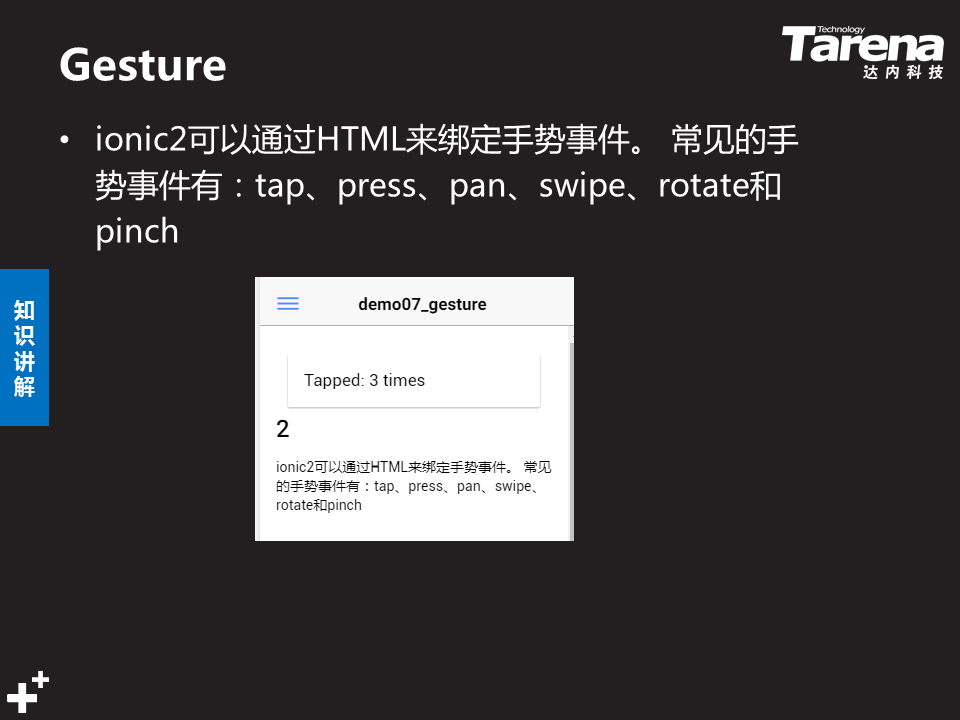 Gesture
Technology
Tarena
达内科技
• ionic2可以通过HTML来绑定手势事件。 常见的手
势事件有：tap、press、pan、swipe、rotate和
pinch
知
识
讲
解
demo07_gesture
Tapped: 3 times
2
ionic2可以通过HTML来绑定手势事件。 常见
的手势事件有：tap、press、pan、swipe、
rotate和pinch